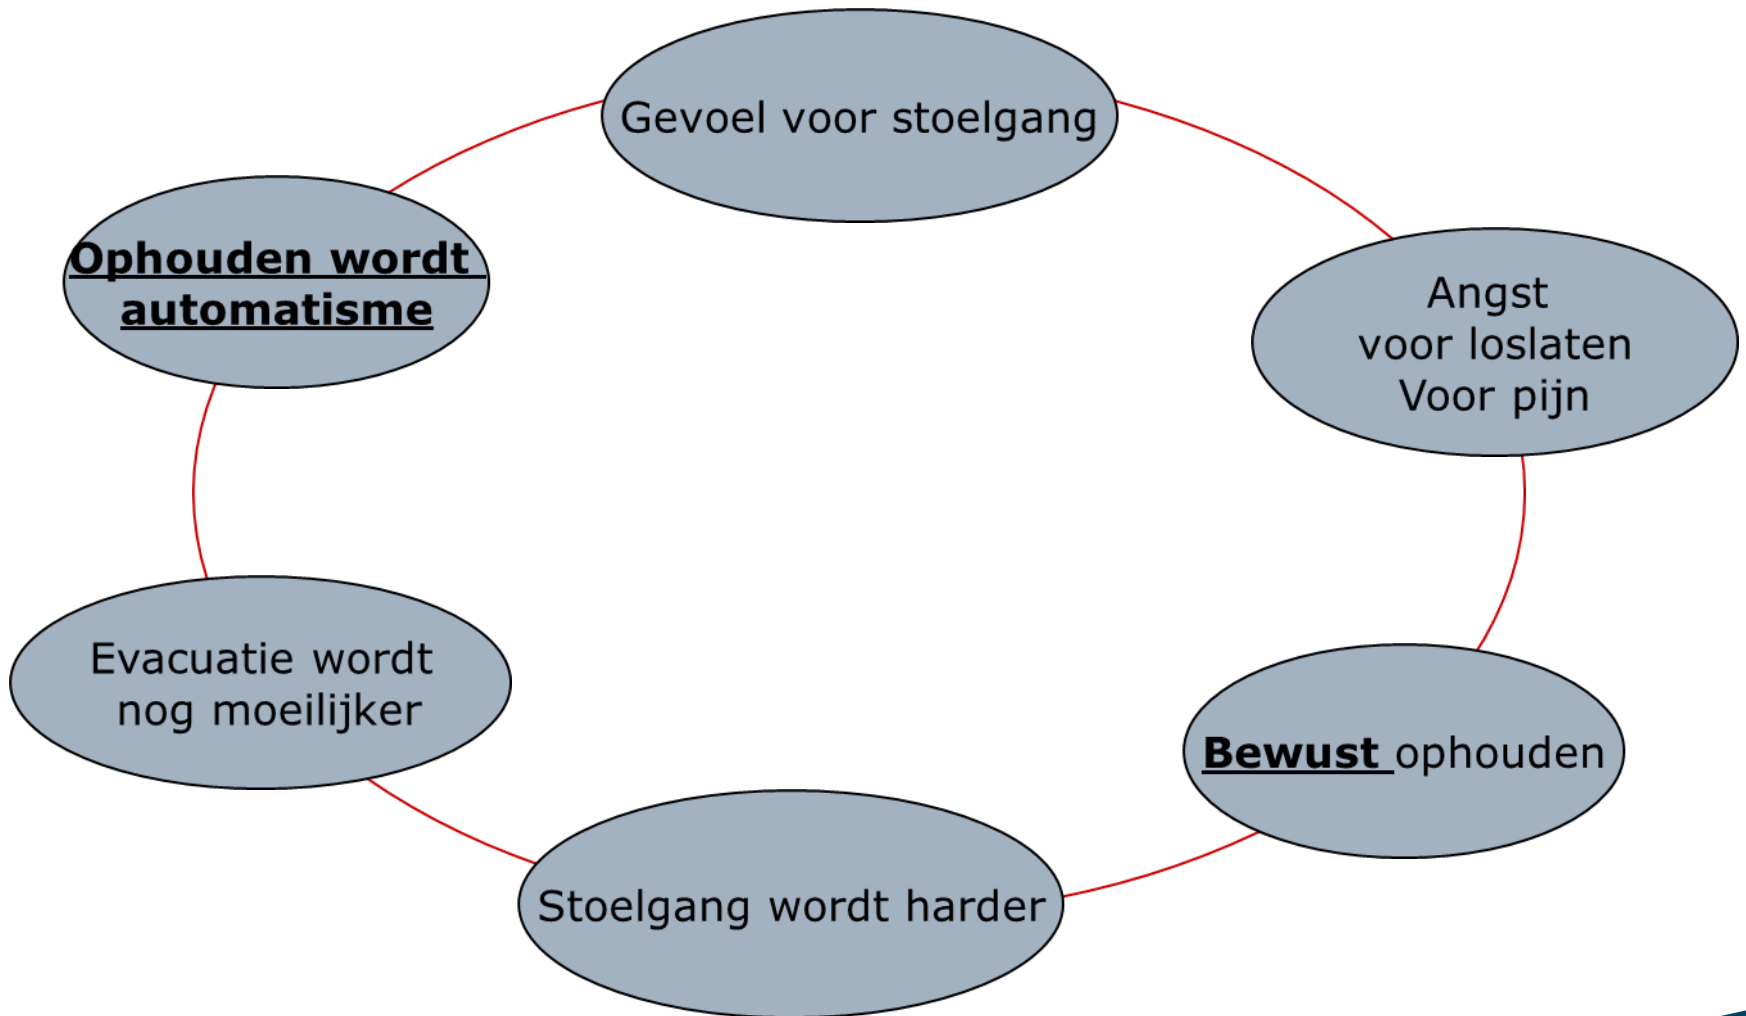 Gevoel voor stoelgang
Angst
voor loslaten
Voor pijn
Bewust ophouden
Stoelgang wordt harder
Evacuatie wordt
nog moeilijker
Ophouden wordt
automatisme